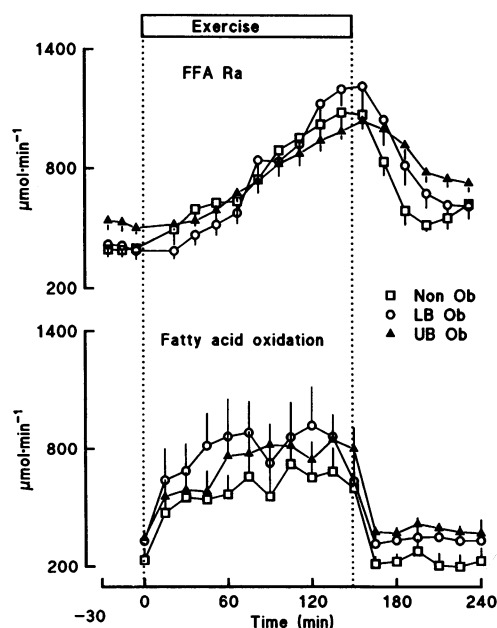 Exercise
1400
FFA Ra
800
µmol·min⁻¹
200
Non Ob
LB Ob
UB Ob
1400
Fatty acid oxidation
800
µmol·min⁻¹
200
-30 0 60 120 180 240
Time (min)